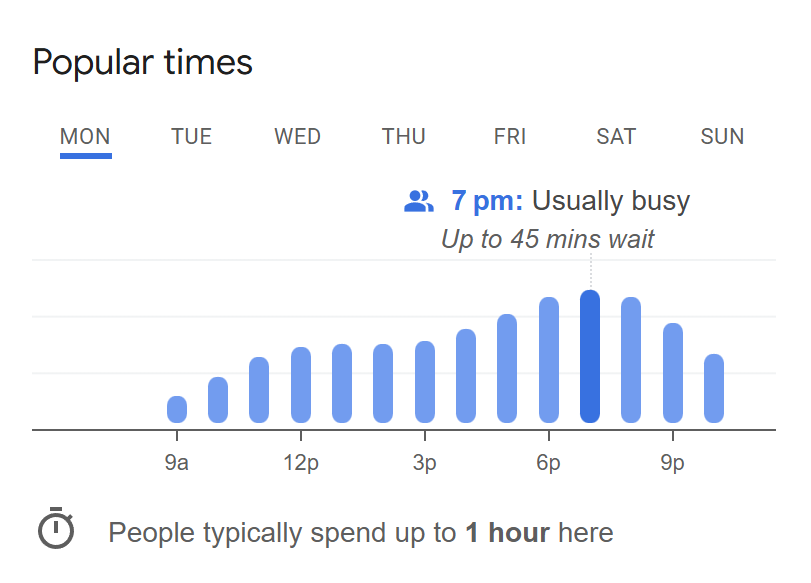 Popular times
MON TUE WED THU FRI SAT SUN
7 pm: Usually busy
Up to 45 mins wait
9a 12p 3p 6p 9p
People typically spend up to 1 hour here